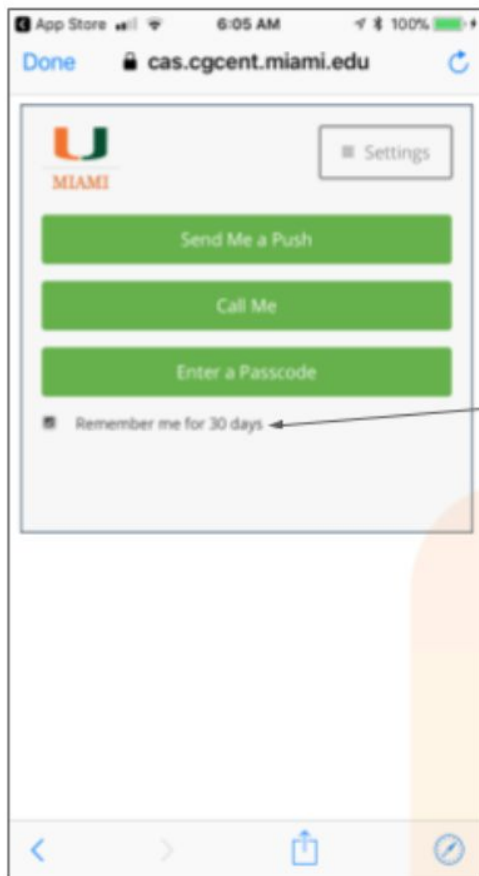 App Store 6:05 AM 100%
Done cas.cgcent.miami.edu
U
MIAMI
Settings
Send Me a Push
Call Me
Enter a Passcode
Remember me for 30 days